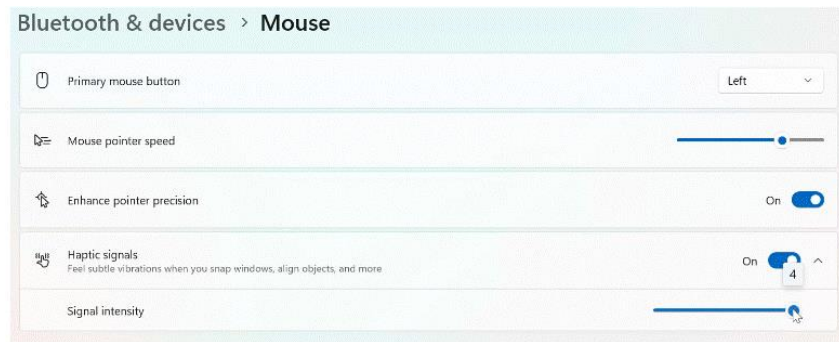 Bluetooth & devices > Mouse
Primary mouse button Left
Mouse pointer speed
Enhance pointer precision On
Haptic signals On
Feel subtle vibrations when you snap windows, align objects, and more
4
Signal intensity